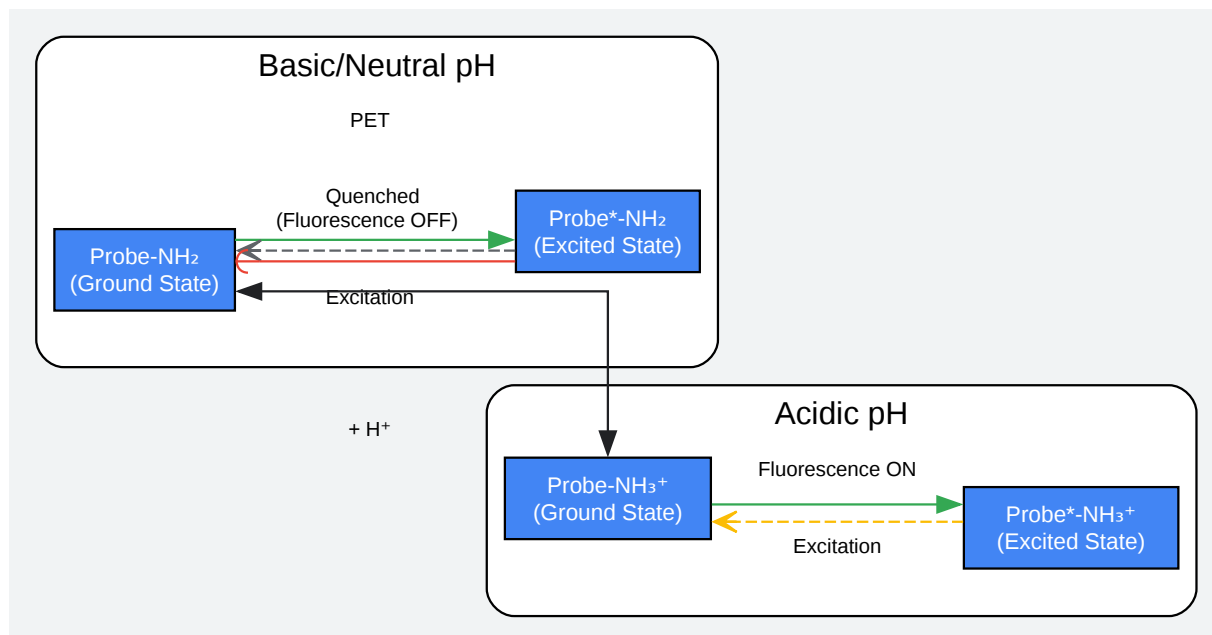 Basic/Neutral pH
PET
Quenched
(Fluorescence OFF)
Probe*-NH₂
(Excited State)
Probe-NH₂
(Ground State)
Excitation
+ H⁺
Acidic pH
Fluorescence ON
Probe-NH₃⁺
(Ground State)
Probe*-NH₃⁺
(Excited State)
Excitation